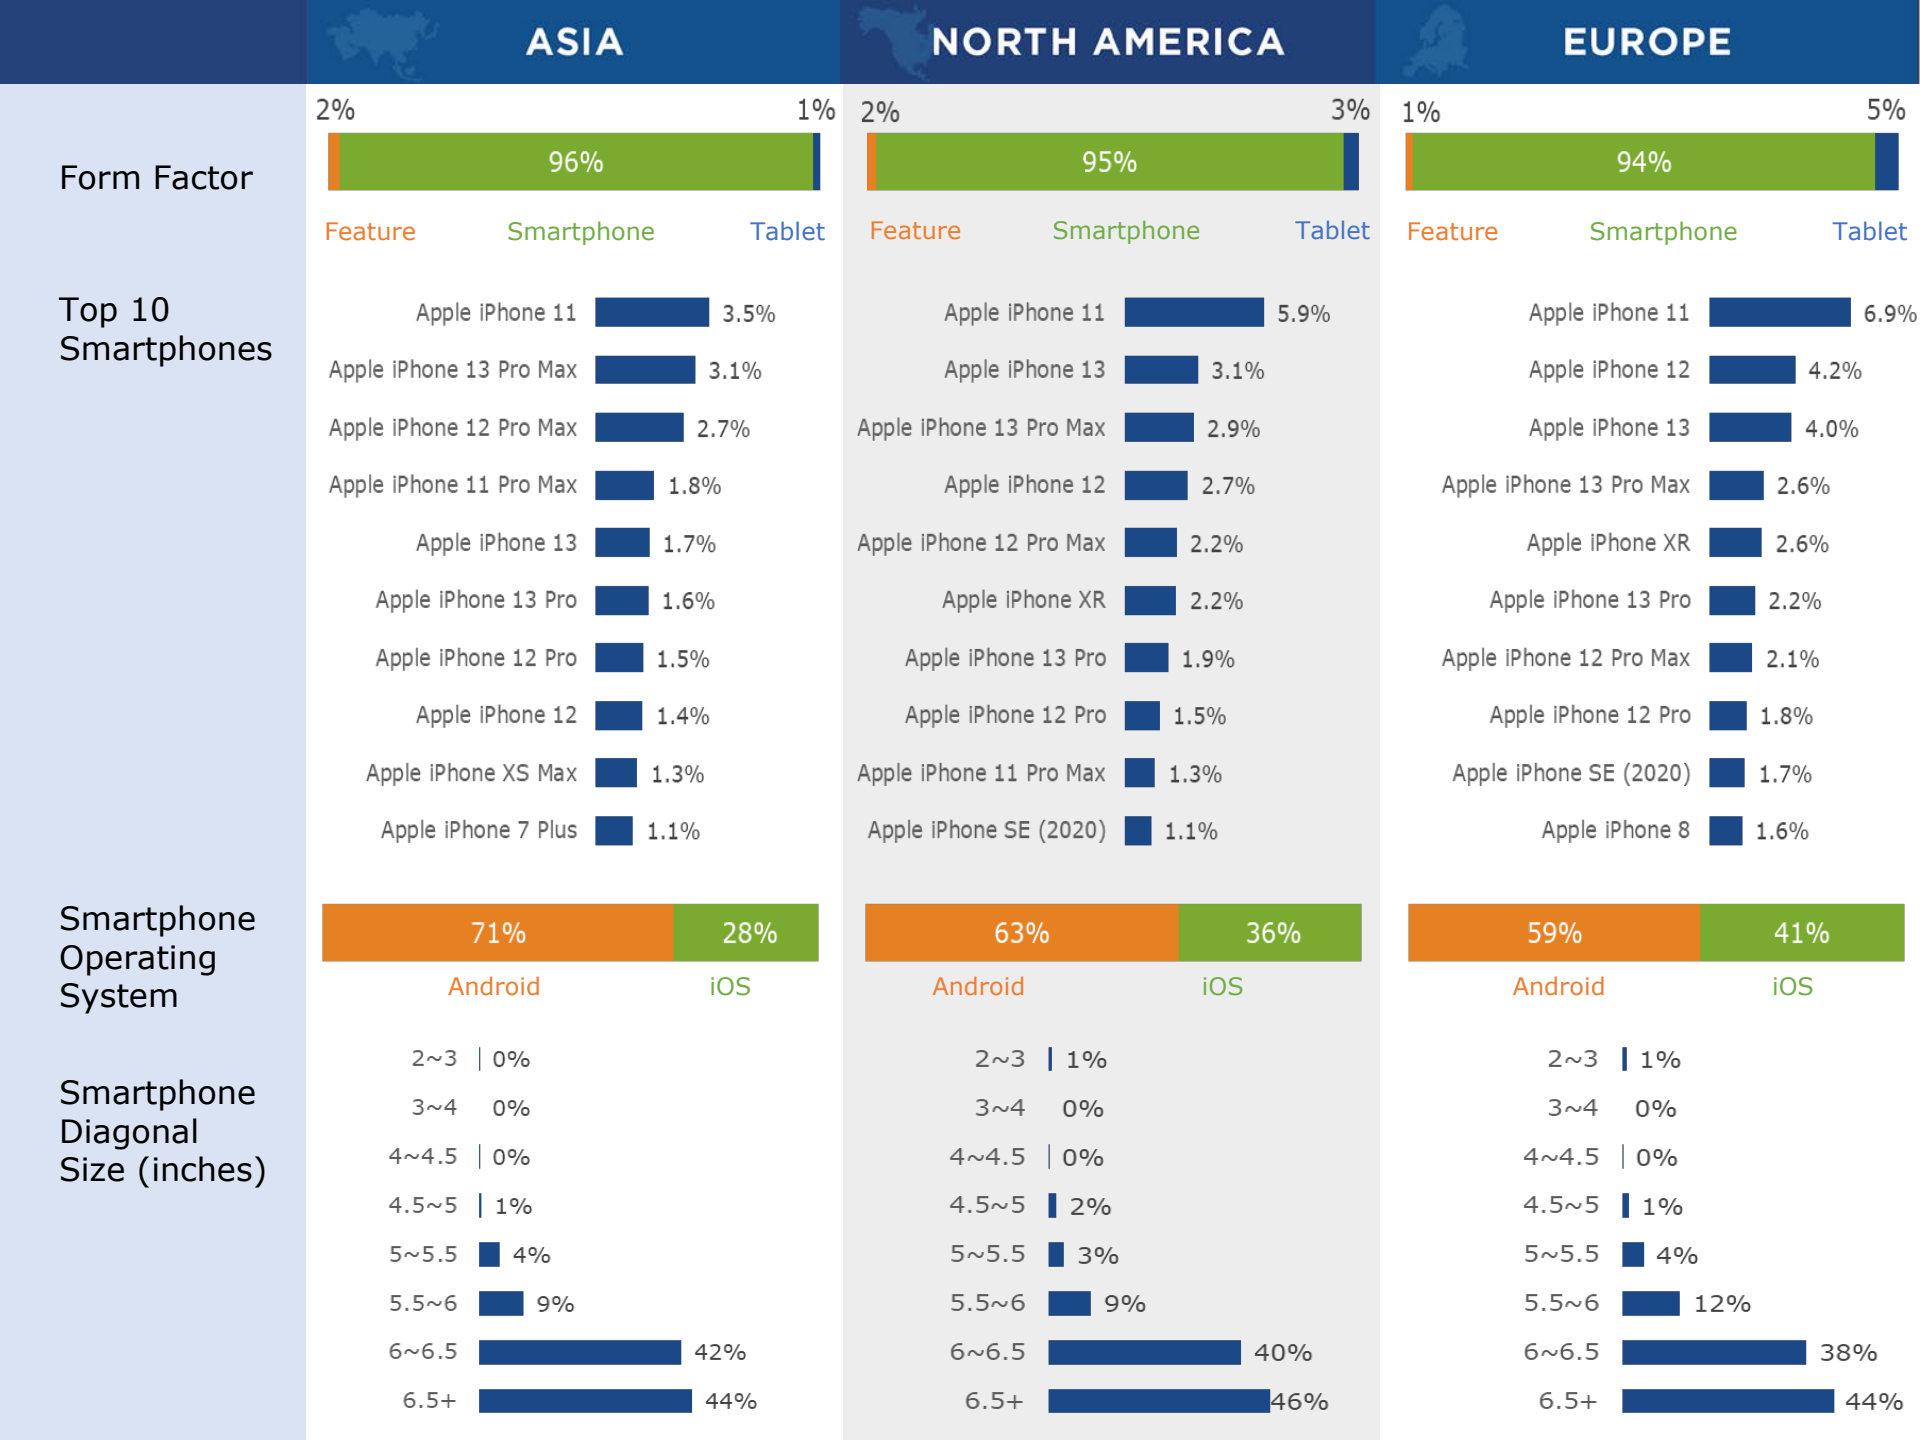 ASIA
NORTH AMERICA
EUROPE
Form Factor
2%
1%
96%
Feature
Smartphone
Tablet
2%
3%
95%
Feature
Smartphone
Tablet
1%
5%
94%
Feature
Smartphone
Tablet
Top 10
Smartphones
Apple iPhone 11 3.5%
Apple iPhone 13 Pro Max 3.1%
Apple iPhone 12 Pro Max 2.7%
Apple iPhone 11 Pro Max 1.8%
Apple iPhone 13 1.7%
Apple iPhone 13 Pro 1.6%
Apple iPhone 12 Pro 1.5%
Apple iPhone 12 1.4%
Apple iPhone XS Max 1.3%
Apple iPhone 7 Plus 1.1%
Apple iPhone 11 5.9%
Apple iPhone 13 3.1%
Apple iPhone 13 Pro Max 2.9%
Apple iPhone 12 2.7%
Apple iPhone 12 Pro Max 2.2%
Apple iPhone XR 2.2%
Apple iPhone 13 Pro 1.9%
Apple iPhone 12 Pro 1.5%
Apple iPhone 11 Pro Max 1.3%
Apple iPhone SE (2020) 1.1%
Apple iPhone 11 6.9%
Apple iPhone 12 4.2%
Apple iPhone 13 4.0%
Apple iPhone 13 Pro Max 2.6%
Apple iPhone XR 2.6%
Apple iPhone 13 Pro 2.2%
Apple iPhone 12 Pro Max 2.1%
Apple iPhone 12 Pro 1.8%
Apple iPhone SE (2020) 1.7%
Apple iPhone 8 1.6%
Smartphone
Operating
System
71% 28%
Android iOS
63% 36%
Android iOS
59% 41%
Android iOS
Smartphone
Diagonal
Size (inches)
2~3 0%
3~4 0%
4~4.5 0%
4.5~5 1%
5~5.5 4%
5.5~6 9%
6~6.5 42%
6.5+ 44%
2~3 1%
3~4 0%
4~4.5 0%
4.5~5 2%
5~5.5 3%
5.5~6 9%
6~6.5 40%
6.5+ 46%
2~3 1%
3~4 0%
4~4.5 0%
4.5~5 1%
5~5.5 4%
5.5~6 12%
6~6.5 38%
6.5+ 44%